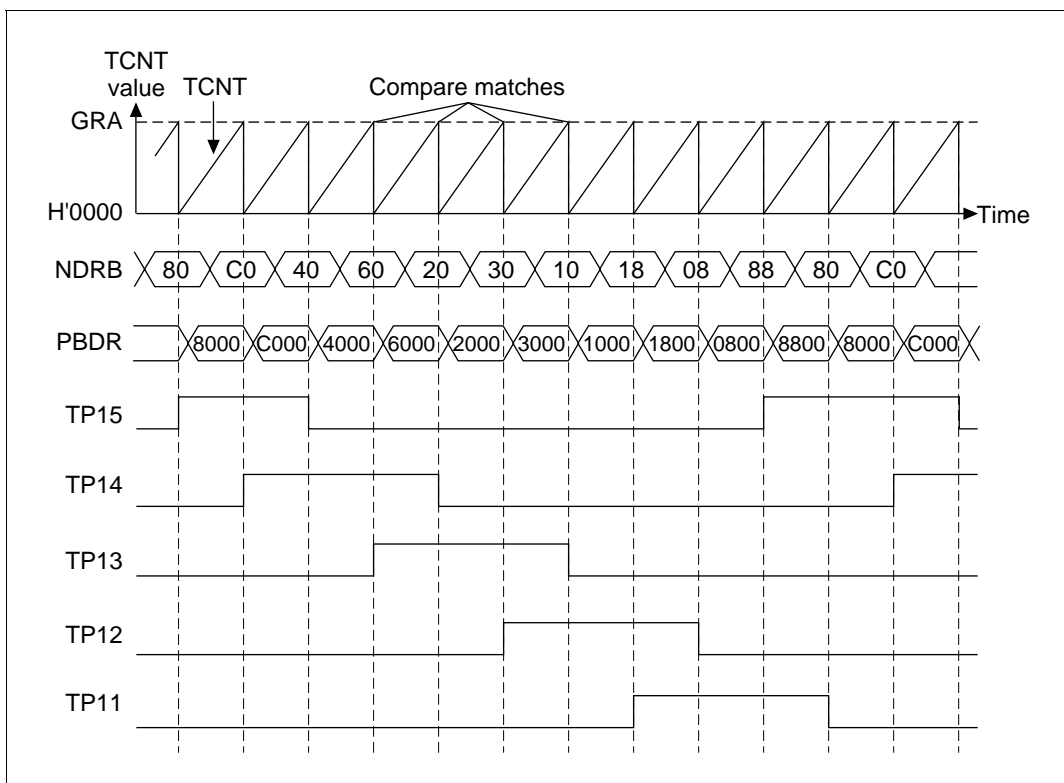 TCNT
value
TCNT
Compare matches
GRA
H'0000
Time
NDRB 80 C0 40 60 20 30 10 18 08 88 80 C0
PBDR 8000 C000 4000 6000 2000 3000 1000 1800 0800 8800 8000 C000
TP15
TP14
TP13
TP12
TP11